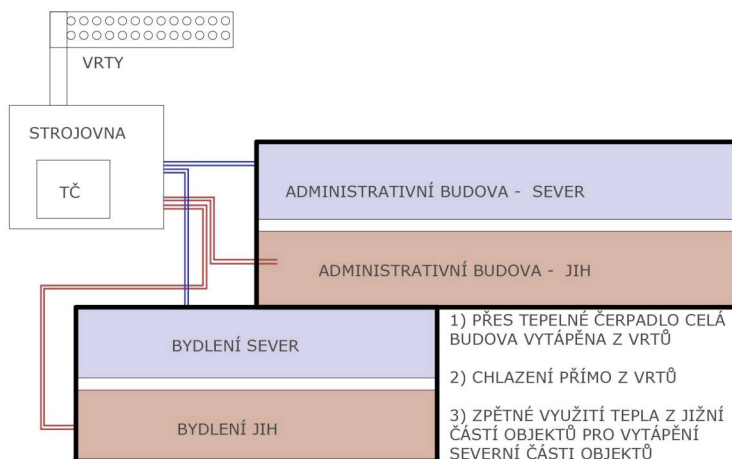 VRTY
STROJOVNA
TČ
ADMINISTRATIVNÍ BUDOVA - SEVER
ADMINISTRATIVNÍ BUDOVA - JIH
BYDLENÍ SEVER
BYDLENÍ JIH
1) PŘES TEPELNÉ ČERPADLO CELÁ
BUDOVA VYTÁPĚNA Z VRTŮ
2) CHLAZENÍ PŘÍMO Z VRTŮ
3) ZPĚTNÉ VYUŽITÍ TEPLA Z JIŽNÍ
ČÁSTÍ OBJEKTŮ PRO VYTÁPĚNÍ
SEVERNÍ ČÁSTI OBJEKTŮ